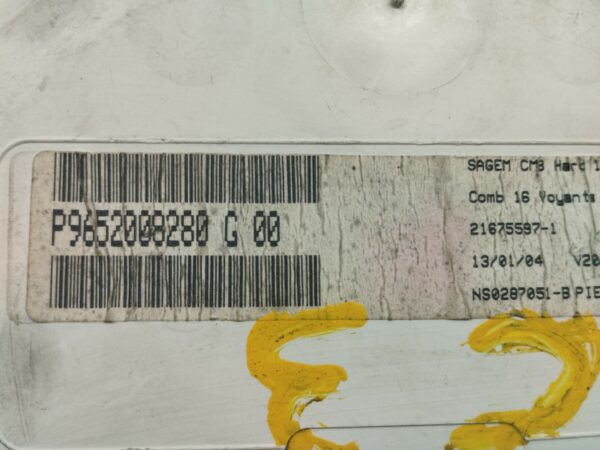 P9652008280 G 00
SAGEM CM3 Hard 1
Comb 16 Voyants
21675597-1
13/01/04 V20
NS0287051-B PIE